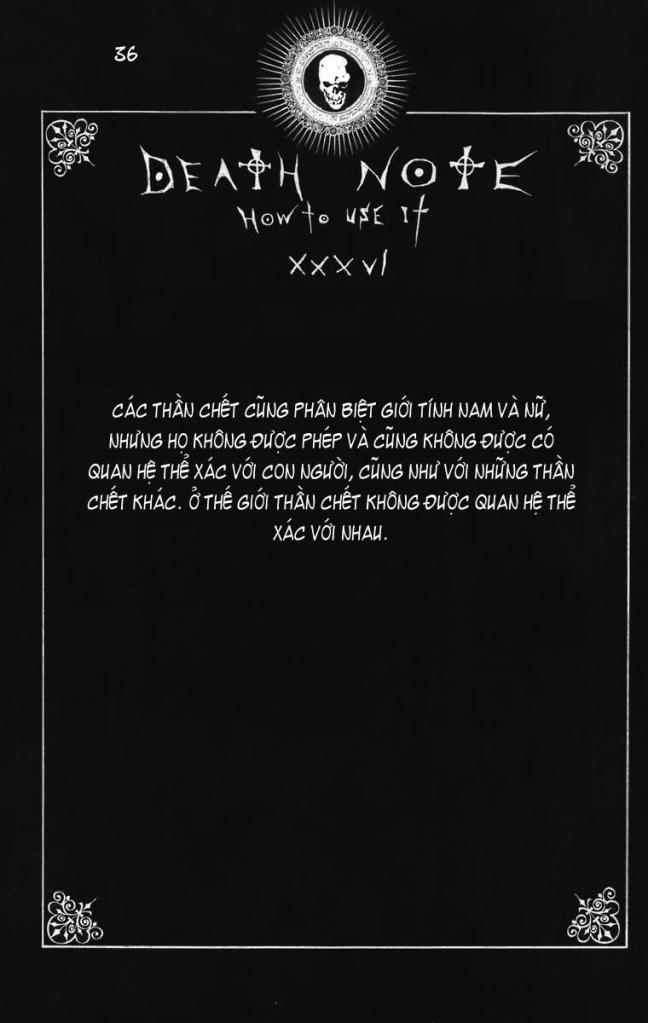 36
DEATH NOTE
HOW TO USE IT
XXXVI
CÁC THẦN CHẾT CŨNG PHÂN BIỆT GIỚI TÍNH NAM VÀ NỮ,
NHƯNG HỌ KHÔNG ĐƯỢC PHÉP VÀ CŨNG KHÔNG ĐƯỢC CÓ
QUAN HỆ THỂ XÁC VỚI CON NGƯỜI, CŨNG NHƯ VỚI NHỮNG THẦN
CHẾT KHÁC. Ở THẾ GIỚI THẦN CHẾT KHÔNG ĐƯỢC QUAN HỆ THỂ
XÁC VỚI NHAU.